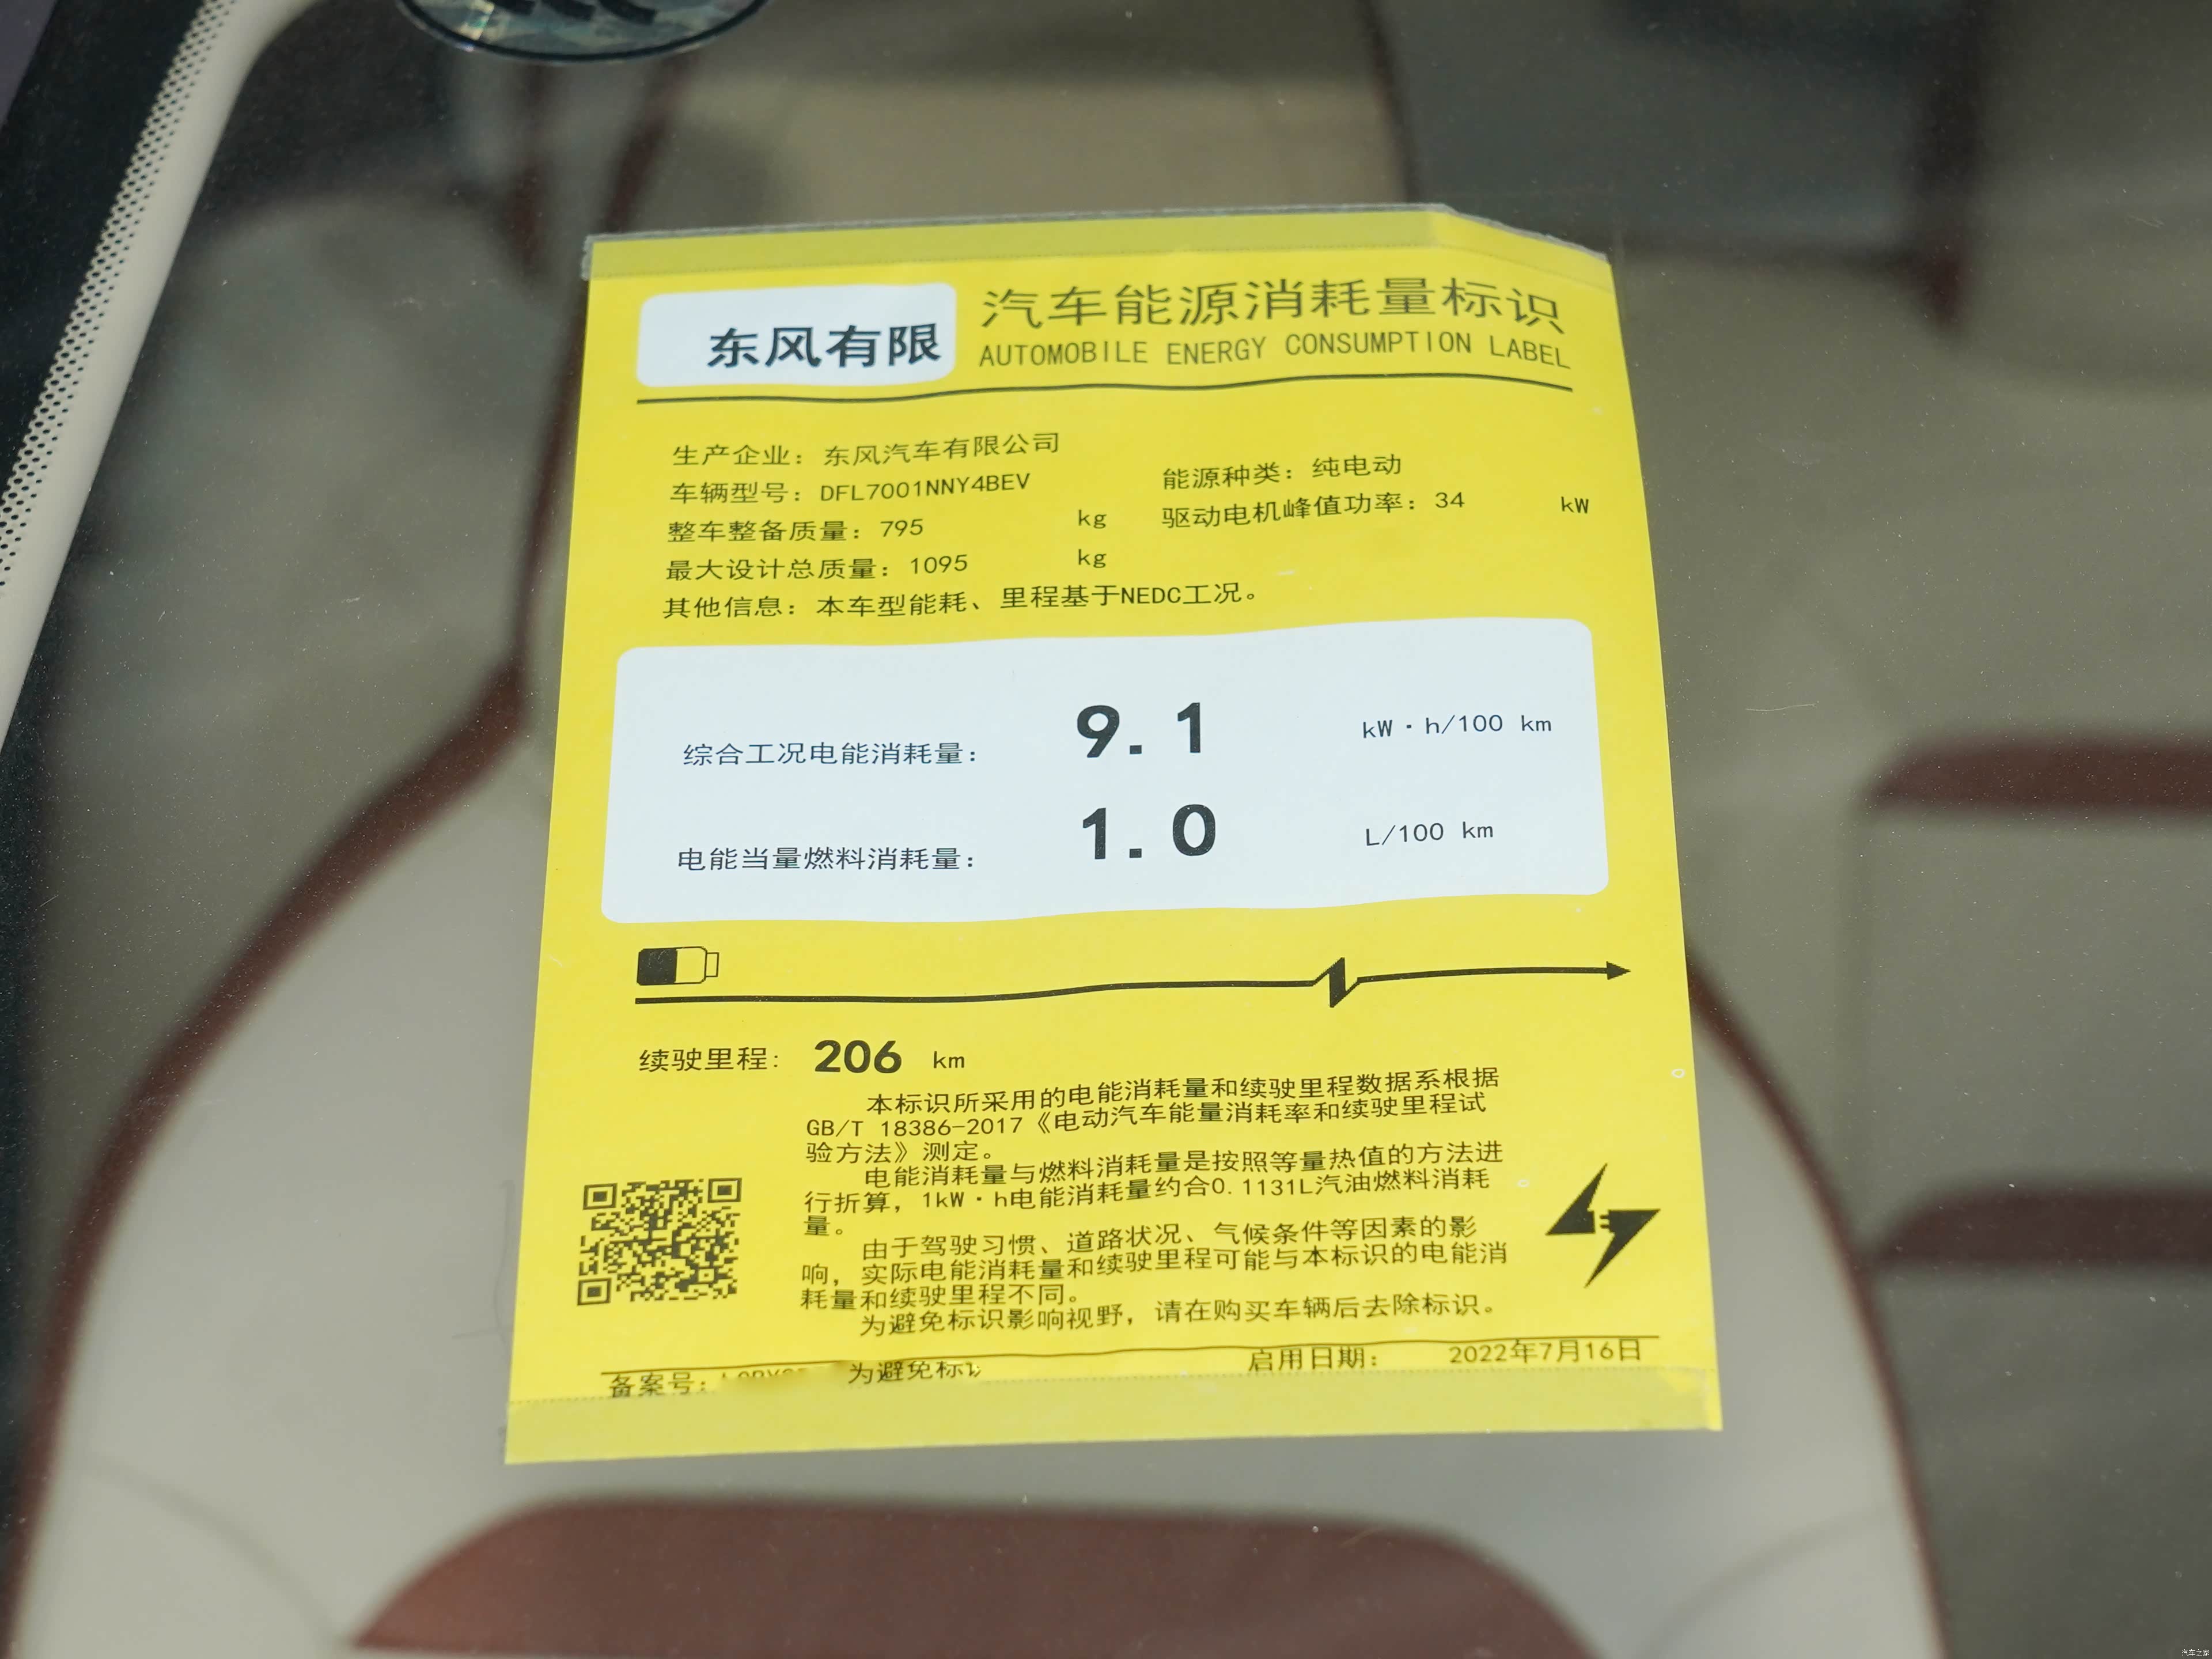 东风有限
汽车能源消耗量标识
AUTOMOBILE ENERGY CONSUMPTION LABEL
生产企业：东风汽车有限公司
车辆型号：DFL7001NNY4BEV
能源种类：纯电动
整车整备质量：795 kg
驱动电机峰值功率：34 kW
最大设计总质量：1095 kg
其他信息：本车型能耗、里程基于NEDC工况。
综合工况电能消耗量： 9.1 kW·h/100 km
电能当量燃料消耗量： 1.0 L/100 km
续驶里程： 206 km
本标识所采用的电能消耗量和续驶里程数据系根据
GB/T 18386-2017《电动汽车能量消耗率和续驶里程试
验方法》测定。
电能消耗量与燃料消耗量是按照等量热值的方法进
行折算，1kW·h电能消耗量约合0.1131L汽油燃料消耗
量。
由于驾驶习惯、道路状况、气候条件等因素的影
响，实际电能消耗量和续驶里程可能与本标识的电能消
耗量和续驶里程不同。
为避免标识影响视野，请在购买车辆后去除标识。
备案号： 为避免标 启用日期： 2022年7月16日
汽车之家